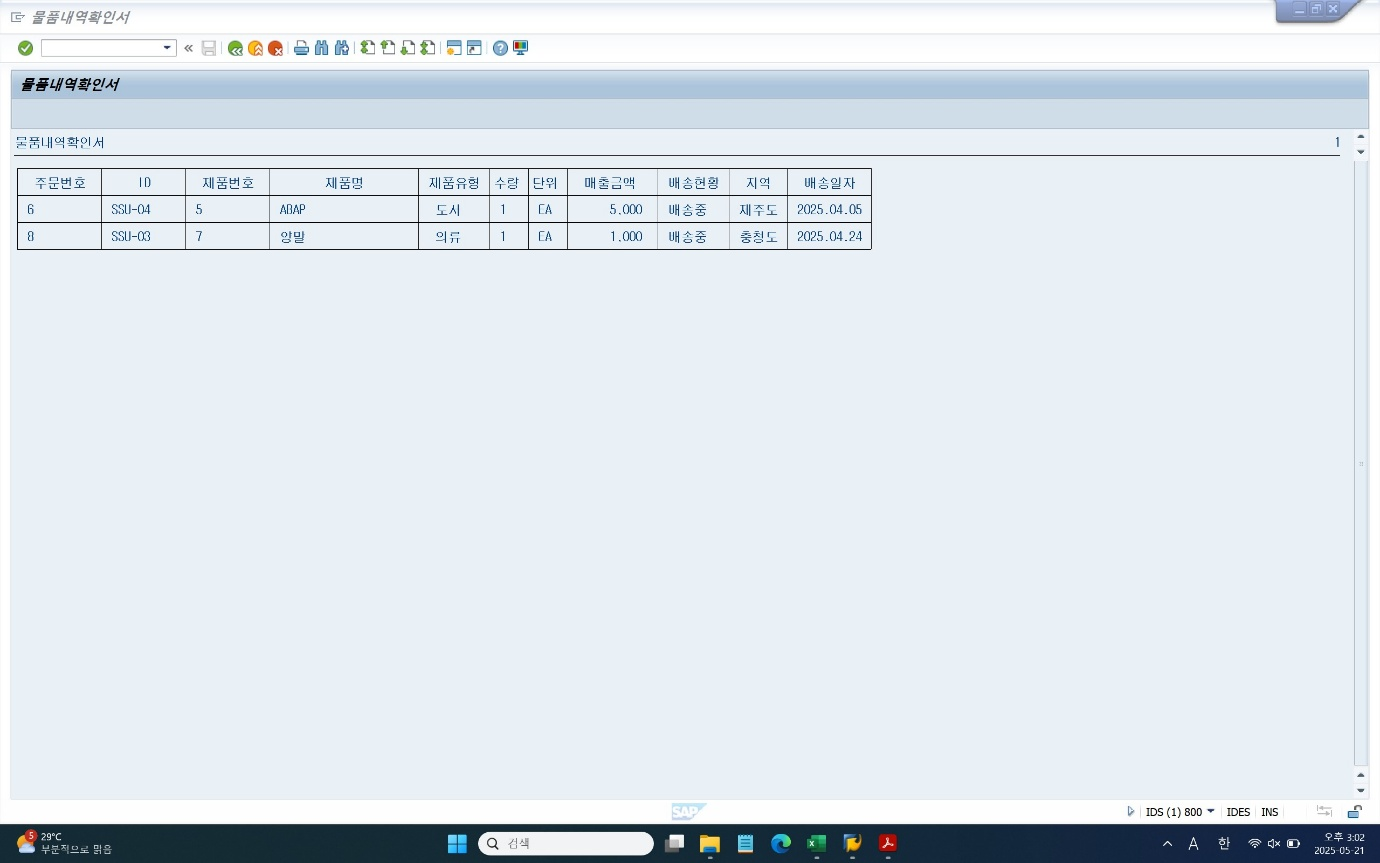 물품내역확인서
물품내역확인서
물품내역확인서 1
주문번호 ID 제품번호 제품명 제품유형 수량 단위 매출금액 배송현황 지역 배송일자
6 SSU-04 5 ABAP 도서 1 EA 5,000 배송중 제주도 2025.04.05
8 SSU-03 7 양말 의류 1 EA 1,000 배송중 충청도 2025.04.24
SAP
IDS (1) 800 IDES INS
5 29°C
부분적으로 맑음
검색
A 한
오후 3:02
2025-05-21